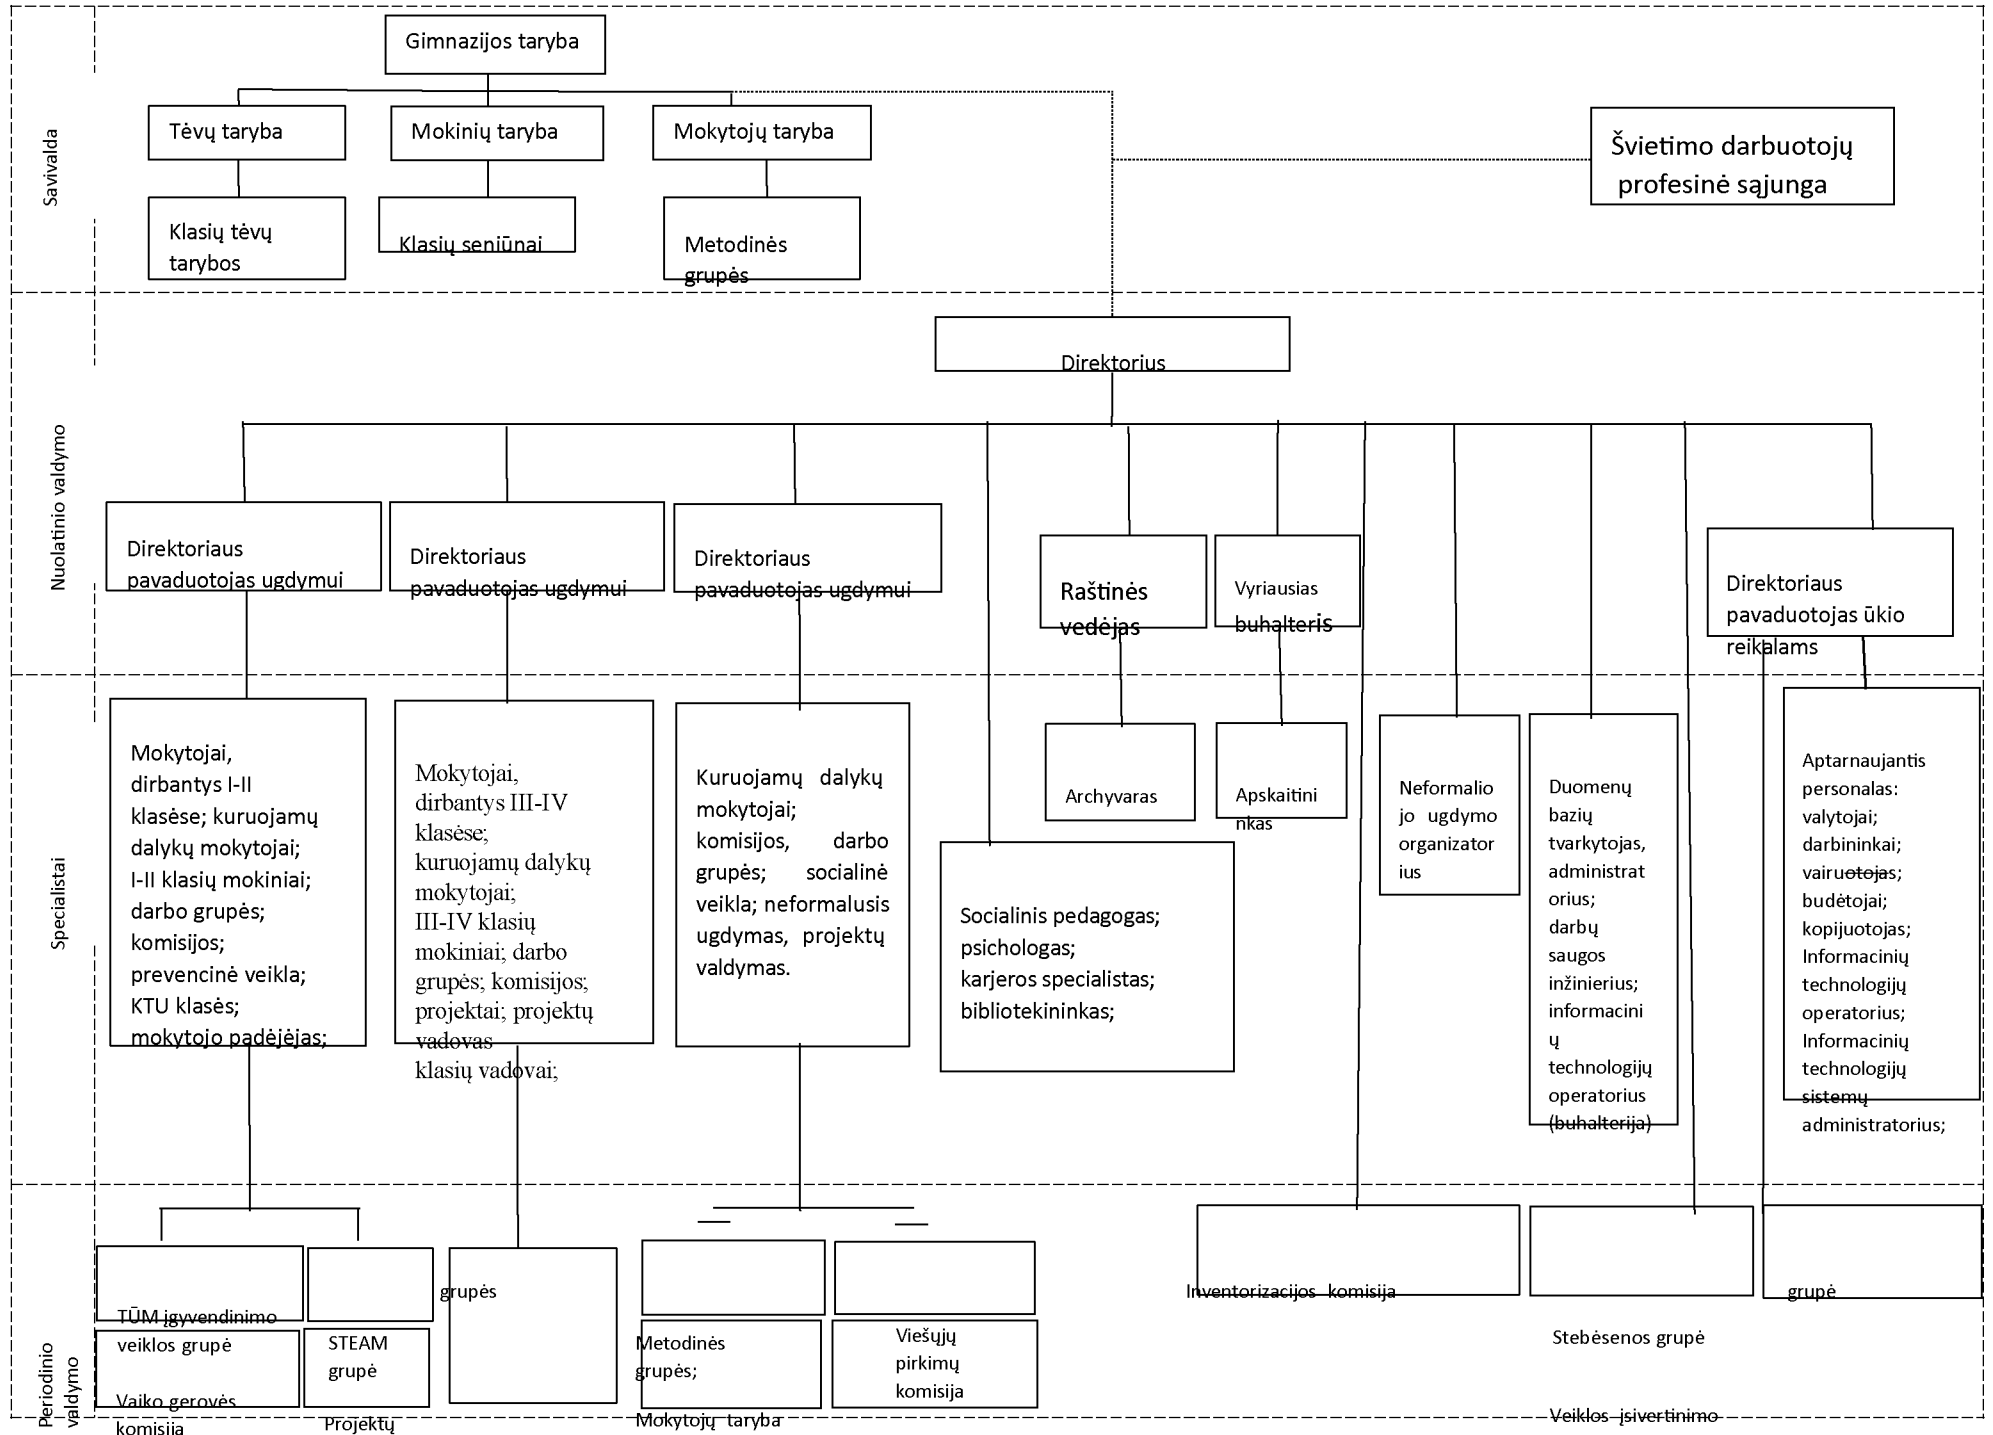 Gimnazijos taryba
Savivalda
Tėvų taryba
Mokinių taryba
Mokytojų taryba
Švietimo darbuotojų
profesinė sąjunga
Klasių tėvų
tarybos
Klasių seniūnai
Metodinės
grupės
Nuolatinio valdymo
Direktorius
Direktoriaus
pavaduotojas ugdymui
Direktoriaus
pavaduotojas ugdymui
Direktoriaus
pavaduotojas ugdymui
Raštinės
vedėjas
Vyriausias
buhalteris
Direktoriaus
pavaduotojas ūkio
reikalams
Specialistai
Mokytojai,
dirbantys I-II
klasėse; kuruojamų
dalykų mokytojai;
I-II klasių mokiniai;
darbo grupės;
komisijos;
prevencinė veikla;
KTU klasės;
mokytojo padėjėjas;
Mokytojai,
dirbantys III-IV
klasėse;
kuruojamų dalykų
mokytojai;
III-IV klasių
mokiniai; darbo
grupės; komisijos;
projektai; projektų
vadovas
klasių vadovai;
Kuruojamų dalykų
mokytojai;
komisijos, darbo
grupės; socialinė
veikla; neformalusis
ugdymas, projektų
valdymas.
Socialinis pedagogas;
psichologas;
karjeros specialistas;
bibliotekininkas;
Archyvaras
Apskaitini
nkas
Neformalio
jo ugdymo
organizator
ius
Duomenų
bazių
tvarkytojas,
administrat
orius;
darbų
saugos
inžinierius;
informacini
ų
technologijų
operatorius
(buhalterija)
Aptarnaujantis
personalas:
valytojai;
darbininkai;
vairuotojas;
budėtojai;
kopijuotojas;
Informacinių
technologijų
operatorius;
Informacinių
technologijų
sistemų
administratorius;
Periodinio
valdymo
TŪM įgyvendinimo
veiklos grupė
Vaiko gerovės
komisija
STEAM
grupė
Projektų
grupės
Metodinės
grupės;
Mokytojų taryba
Viešųjų
pirkimų
komisija
Inventorizacijos komisija
Stebėsenos grupė
Veiklos įsivertinimo
grupė